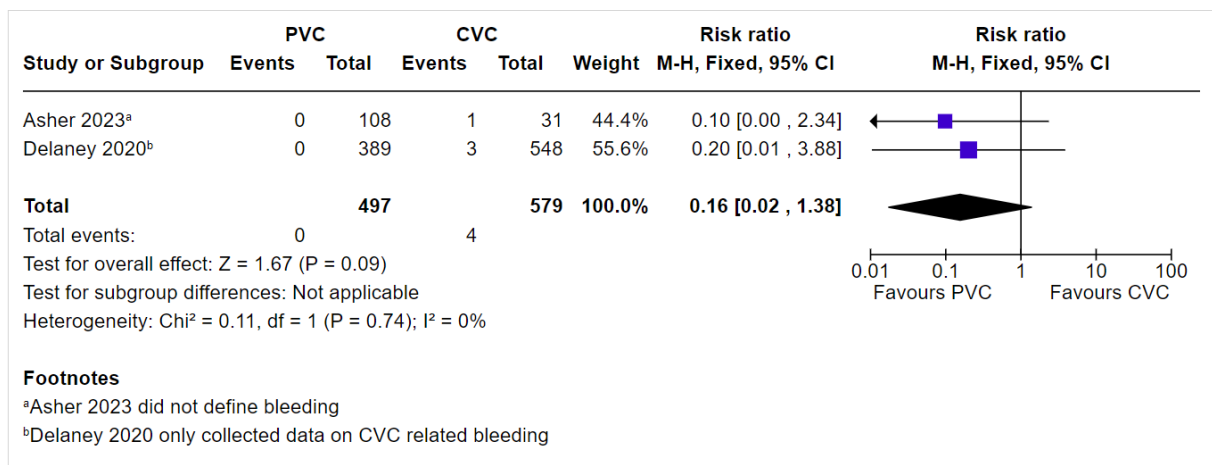 PVC CVC Risk ratio Risk ratio
Study or Subgroup Events Total Events Total Weight M-H, Fixed, 95% CI M-H, Fixed, 95% CI
Asher 2023ᵃ 0 108 1 31 44.4% 0.10 [0.00 , 2.34]
Delaney 2020ᵇ 0 389 3 548 55.6% 0.20 [0.01 , 3.88]
Total 497 579 100.0% 0.16 [0.02 , 1.38]
Total events: 0 4
Test for overall effect: Z = 1.67 (P = 0.09)
0.01 0.1 1 10 100
Test for subgroup differences: Not applicable
Favours PVC Favours CVC
Heterogeneity: Chi² = 0.11, df = 1 (P = 0.74); I² = 0%
Footnotes
ᵃAsher 2023 did not define bleeding
ᵇDelaney 2020 only collected data on CVC related bleeding